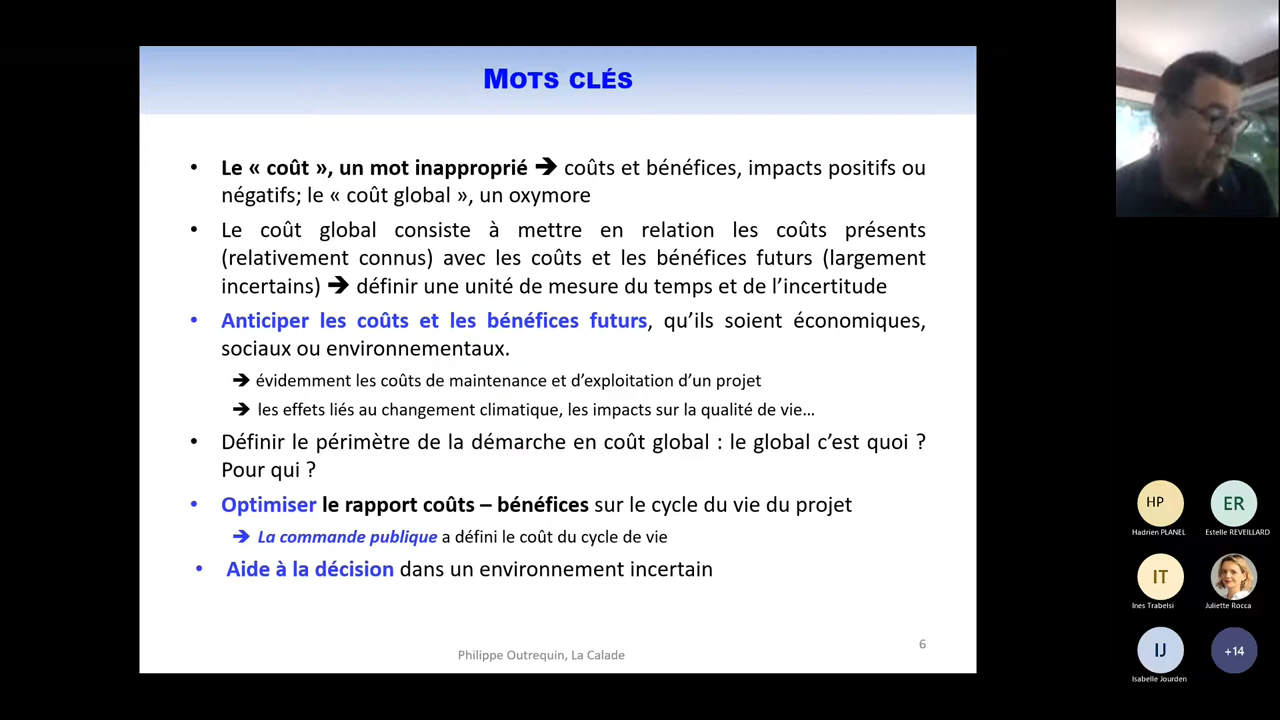 Mots clés
• Le « coût », un mot inapproprié ➔ coûts et bénéfices, impacts positifs ou
négatifs; le « coût global », un oxymore
• Le coût global consiste à mettre en relation les coûts présents
(relativement connus) avec les coûts et les bénéfices futurs (largement
incertains) ➔ définir une unité de mesure du temps et de l’incertitude
• Anticiper les coûts et les bénéfices futurs, qu’ils soient économiques,
sociaux ou environnementaux.
➔ évidemment les coûts de maintenance et d’exploitation d’un projet
➔ les effets liés au changement climatique, les impacts sur la qualité de vie…
• Définir le périmètre de la démarche en coût global : le global c’est quoi ?
Pour qui ?
• Optimiser le rapport coûts – bénéfices sur le cycle du vie du projet
➔ La commande publique a défini le coût du cycle de vie
• Aide à la décision dans un environnement incertain
6
Philippe Outrequin, La Calade
HP
ER
Hadrien PLANEL
Estelle REVEILLARD
IT
Ines Trabelsi
Juliette Rocca
IJ
+14
Isabelle Jourden